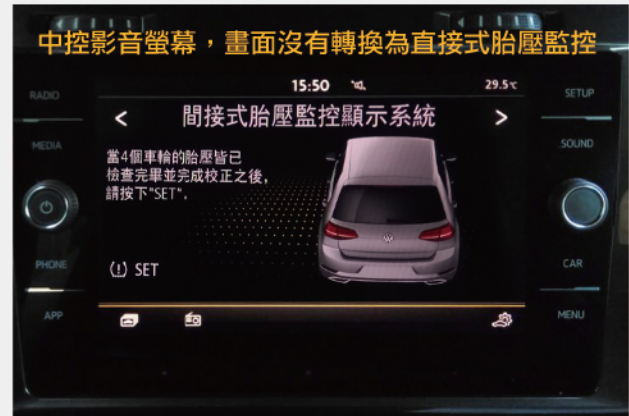 中控影音螢幕，畫面沒有轉換為直接式胎壓監控
RADIO
15:50
29.5℃
SETUP
<
間接式胎壓監控顯示系統
>
MEDIA
SOUND
當4個車輪的胎壓皆已
檢查完畢並完成校正之後,
請按下"SET".
PHONE
(!) SET
CAR
APP
MENU